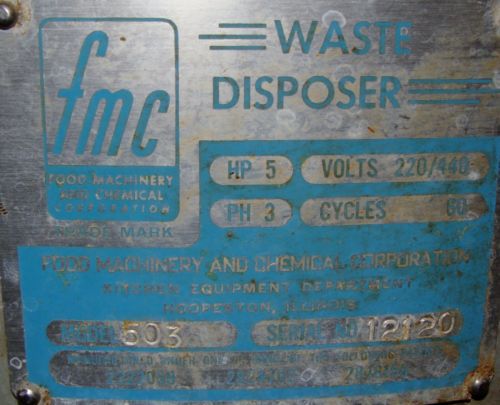 fmc
FOOD MACHINERY
AND CHEMICAL
CORPORATION
TRADE MARK
WASTE
DISPOSER
HP 5 VOLTS 220/440
PH 3 CYCLES 60
FOOD MACHINERY AND CHEMICAL CORPORATION
KITCHEN EQUIPMENT DEPARTMENT
HOOPESTON, ILLINOIS
MODEL 503 SERIAL NO. 12120